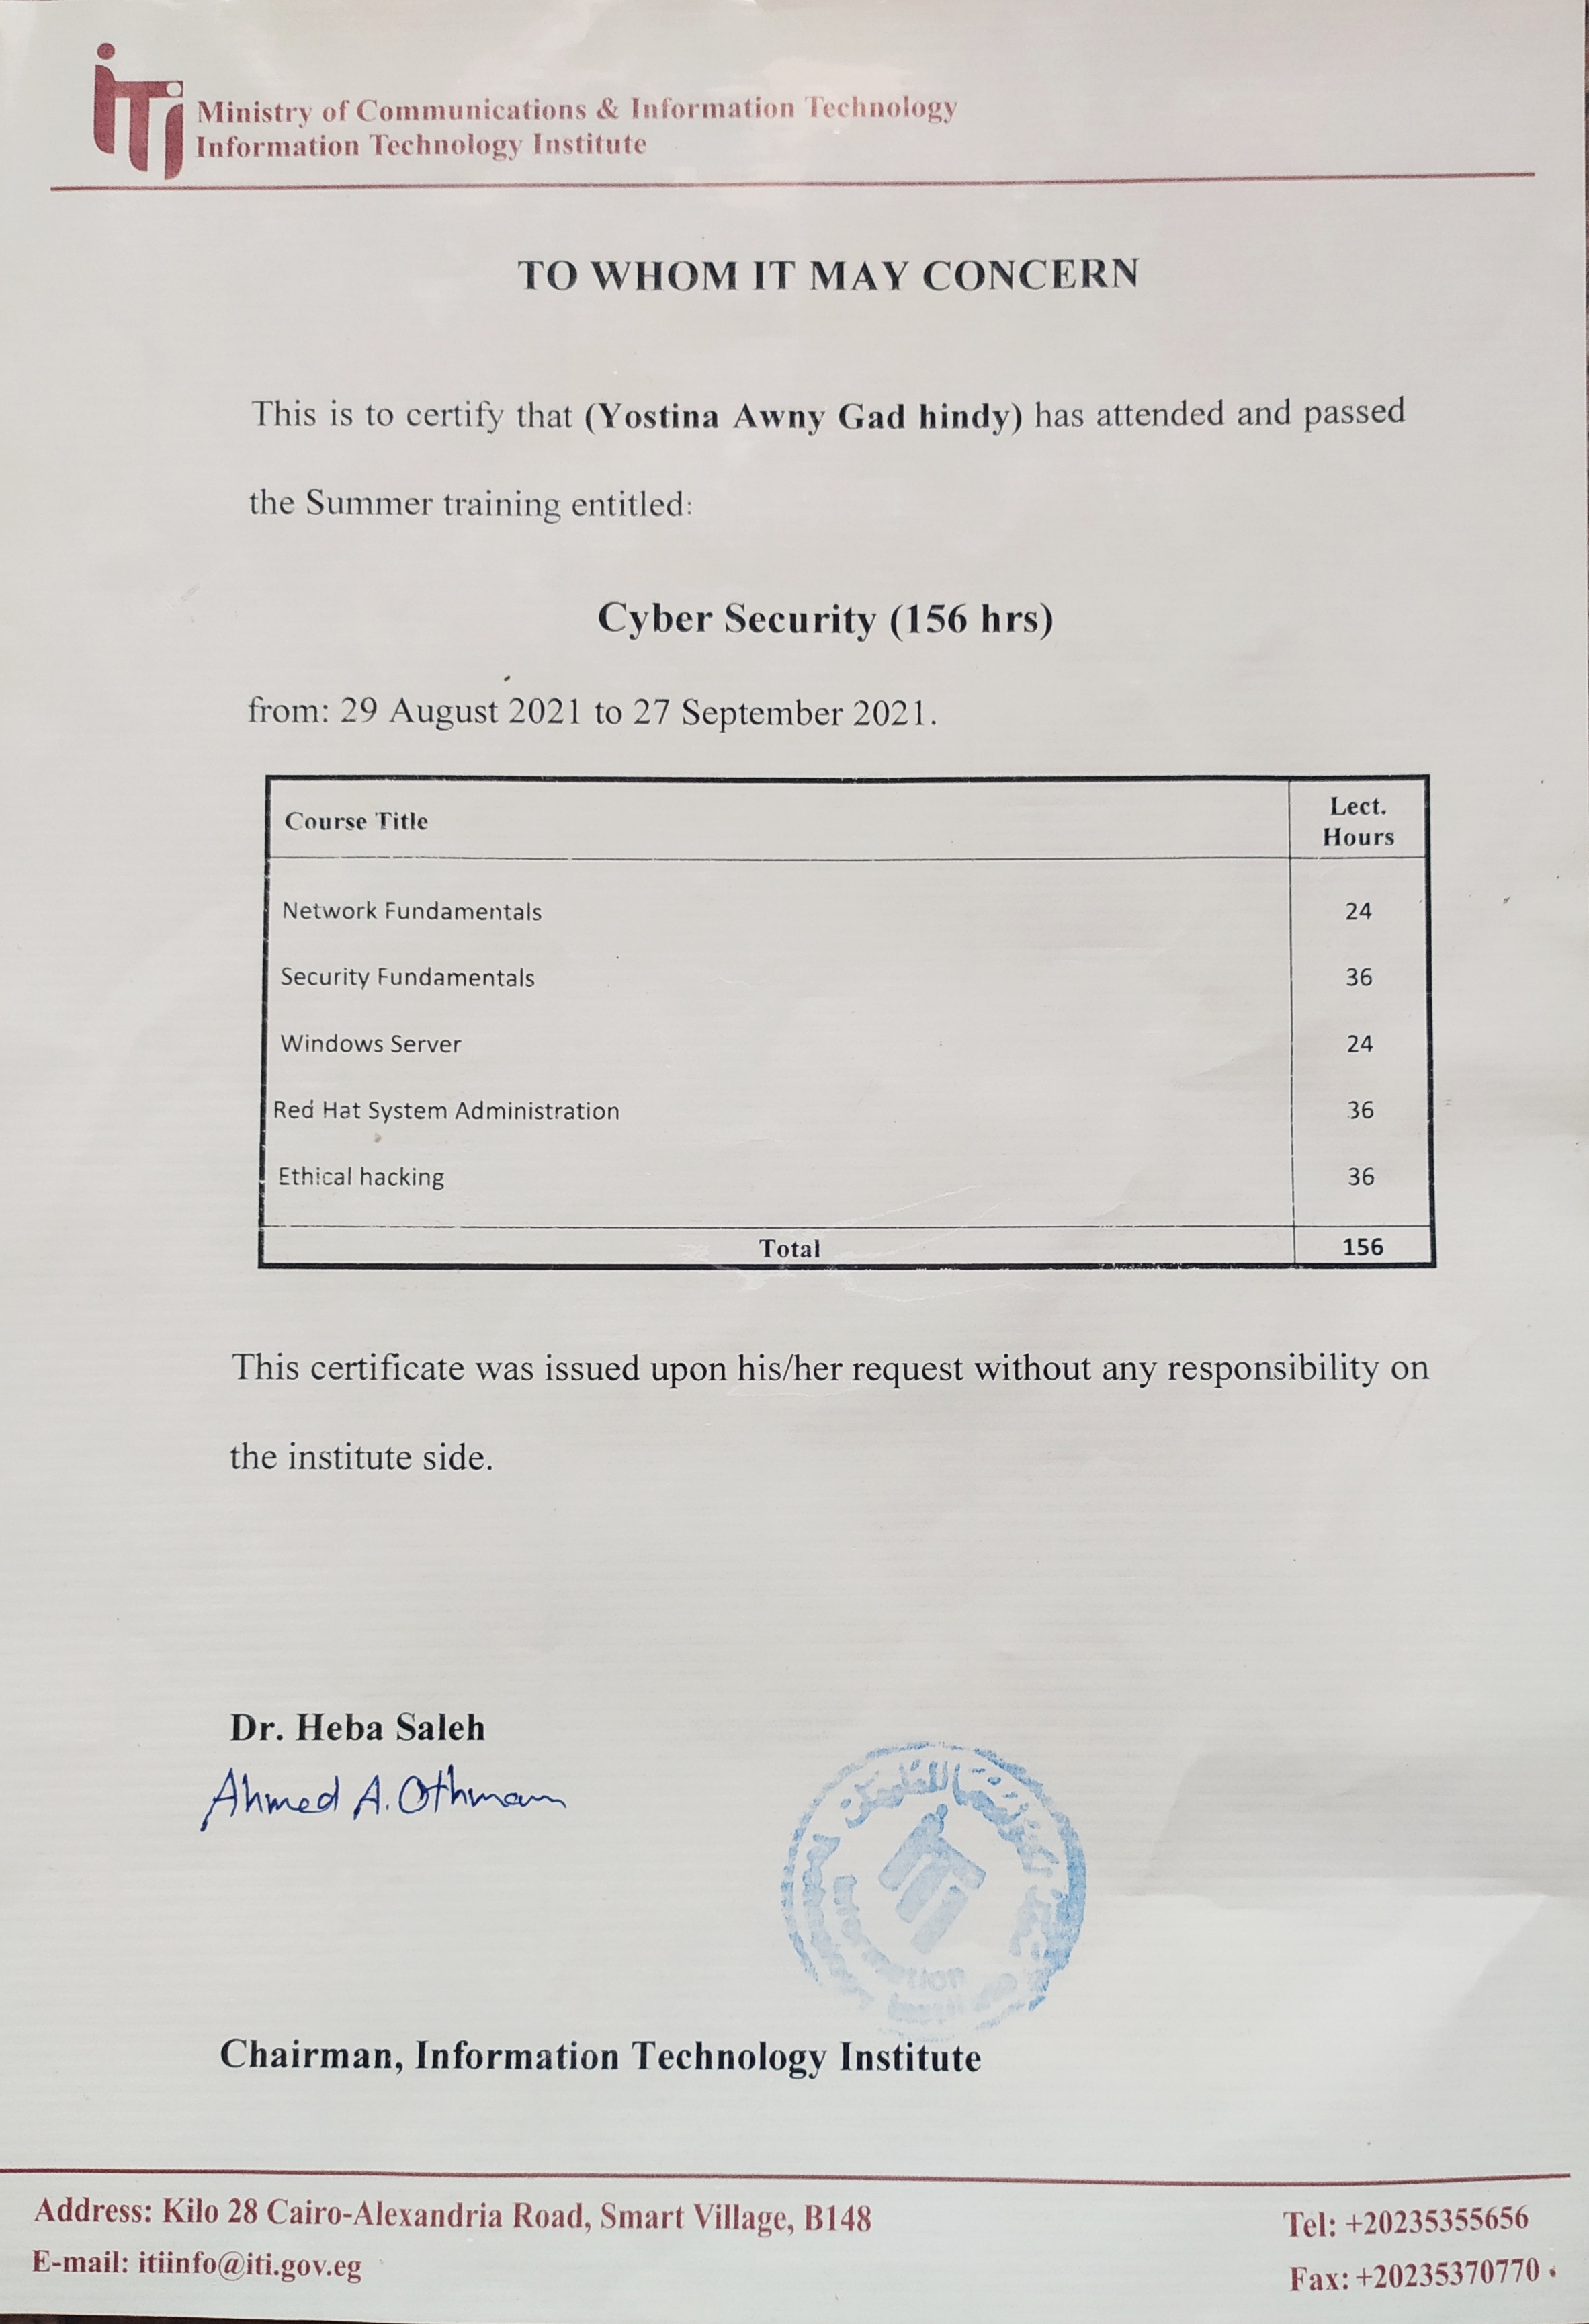 iTi
Ministry of Communications & Information Technology
Information Technology Institute
TO WHOM IT MAY CONCERN
This is to certify that (Yostina Awny Gad hindy) has attended and passed
the Summer training entitled:
Cyber Security (156 hrs)
from: 29 August 2021 to 27 September 2021.
Course Title Lect. Hours
Network Fundamentals 24
Security Fundamentals 36
Windows Server 24
Red Hat System Administration 36
Ethical hacking 36
Total 156
This certificate was issued upon his/her request without any responsibility on
the institute side.
Dr. Heba Saleh
Ahmed A. Othman
iTi
Information
Chairman, Information Technology Institute
Address: Kilo 28 Cairo-Alexandria Road, Smart Village, B148
Tel: +20235355656
E-mail: itiinfo@iti.gov.eg
Fax: +20235370770